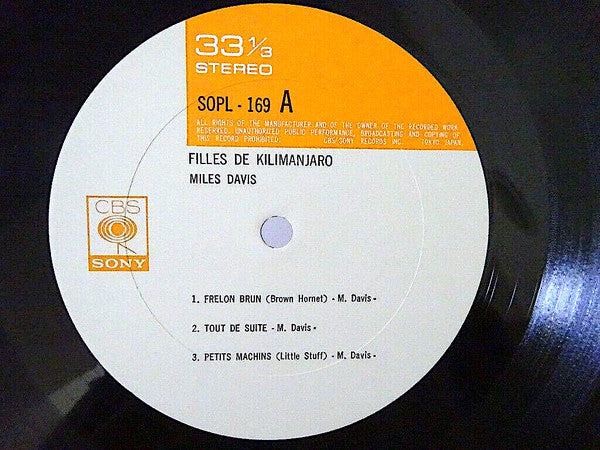 33 1/3
STEREO
SOPL - 169 A
ALL RIGHTS OF THE MANUFACTURER AND OF THE OWNER OF THE RECORDED WORK
RESERVED. UNAUTHORIZED PUBLIC PERFORMANCE, BROADCASTING AND COPYING OF
THIS RECORD PROHIBITED. CBS/SONY RECORDS INC. TOKYO JAPAN.
FILLES DE KILIMANJARO
MILES DAVIS
CBS
SONY
1. FRELON BRUN (Brown Hornet) - M. Davis -
2. TOUT DE SUITE - M. Davis -
3. PETITS MACHINS (Little Stuff) - M. Davis -